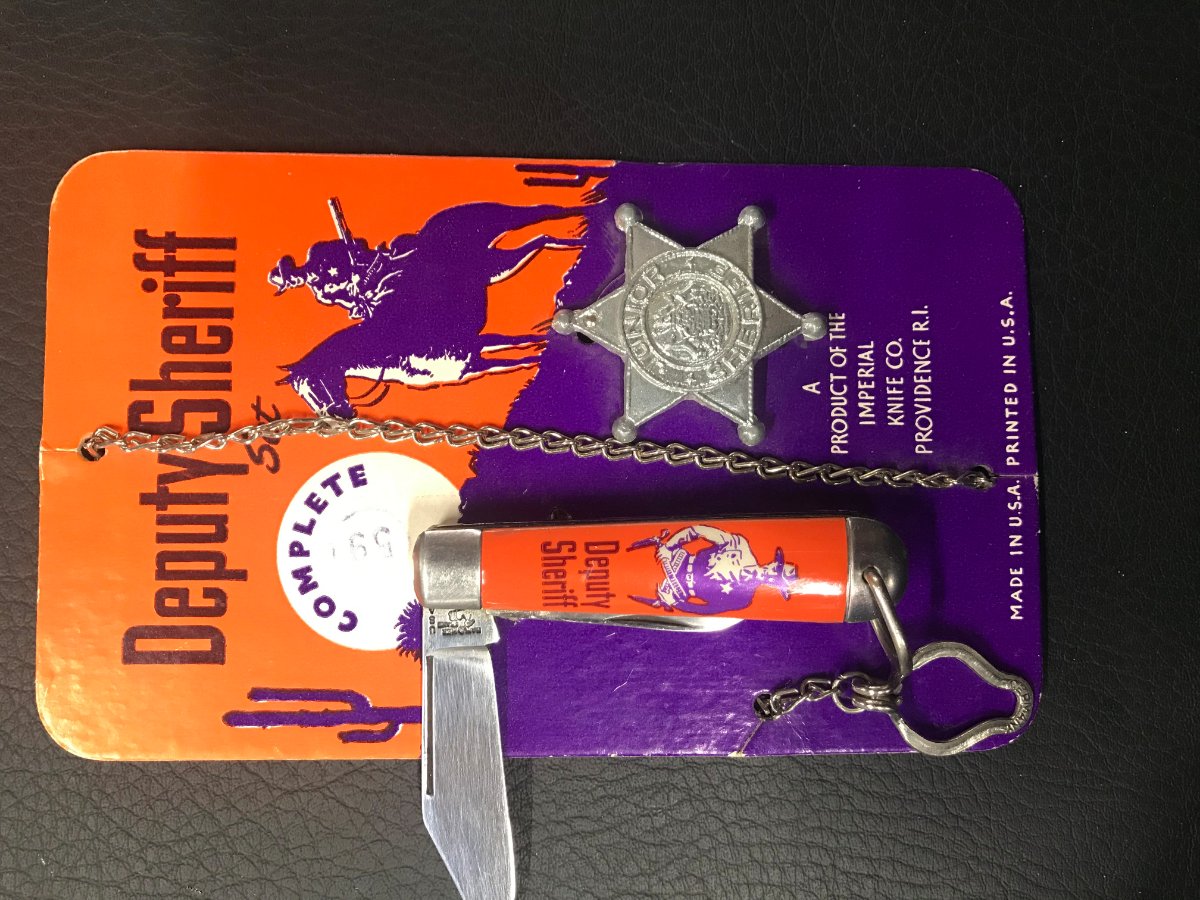 Deputy Sheriff
Set
COMPLETE
59¢
JUNIOR
SHERIFF
A
PRODUCT OF THE
IMPERIAL
KNIFE CO.
PROVIDENCE R.I.
Deputy
Sheriff
MADE IN U.S.A. PRINTED IN U.S.A.